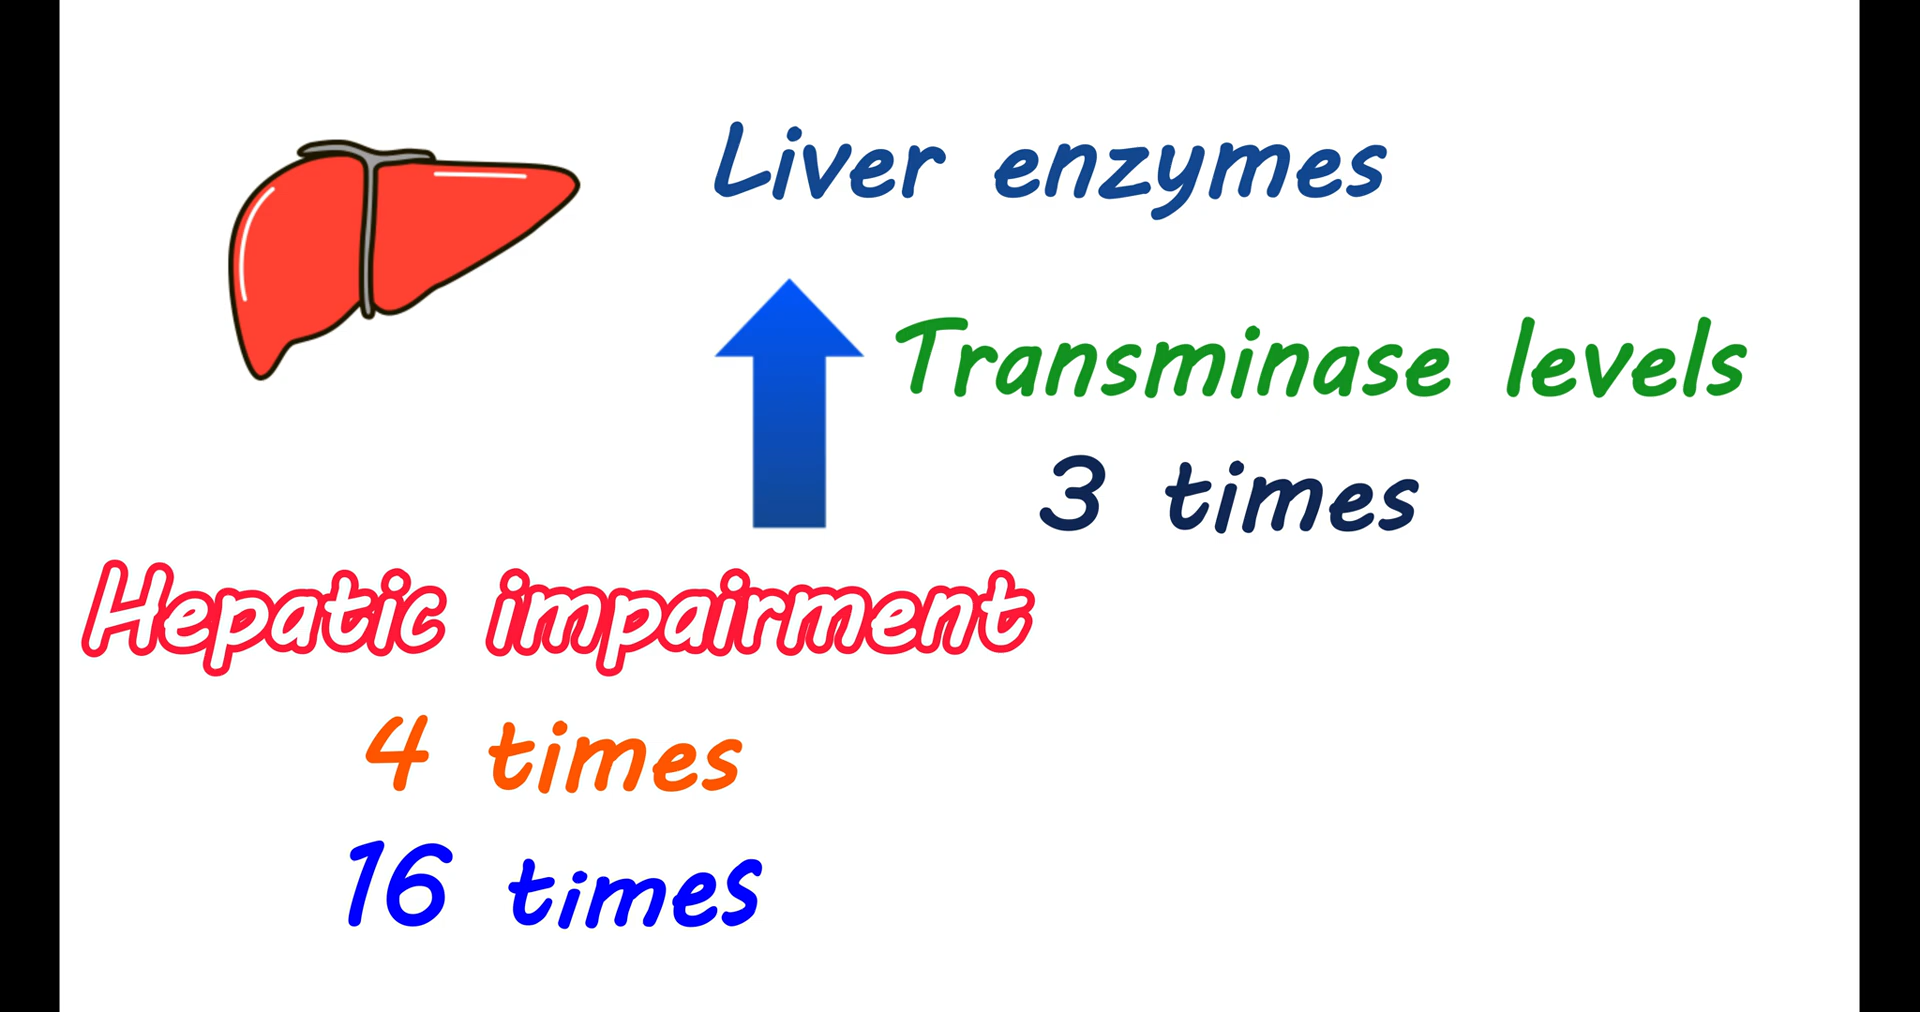 Liver enzymes
Transminase levels
3 times
Hepatic impairment
4 times
16 times